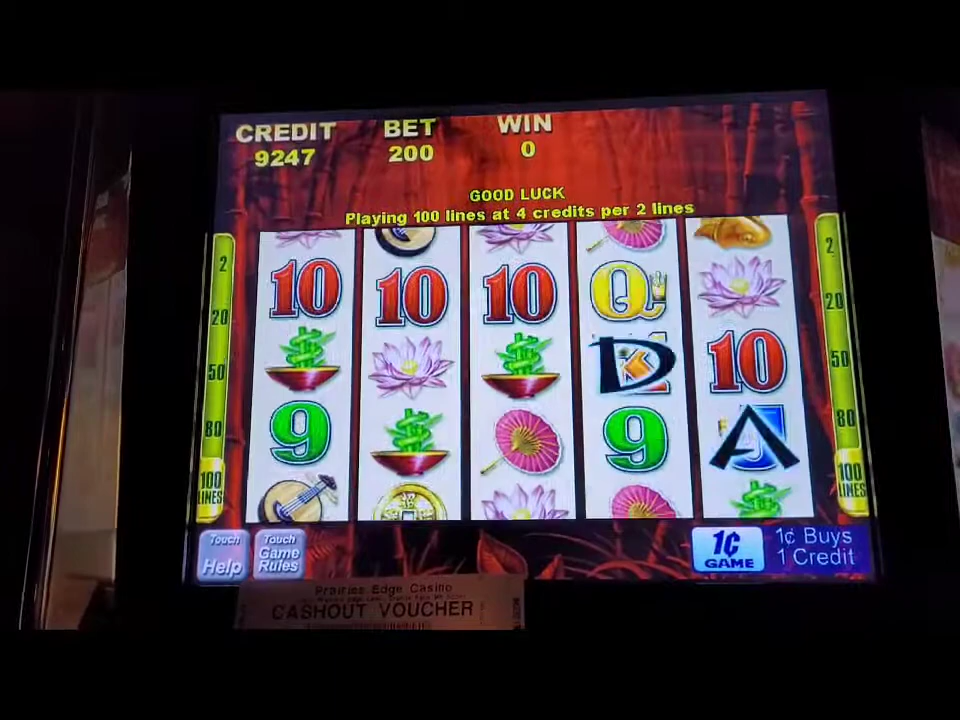 CREDIT BET WIN
9247 200 0
GOOD LUCK
Playing 100 lines at 4 credits per 2 lines
2 2
10 10 10 Q
20 20
50 K 10 50
80 9 9 A J 80
100 LINES 100 LINES
Touch Help
Touch Game Rules
1¢ GAME
1¢ Buys
1 Credit
Prairies Edge Casino
CASHOUT VOUCHER